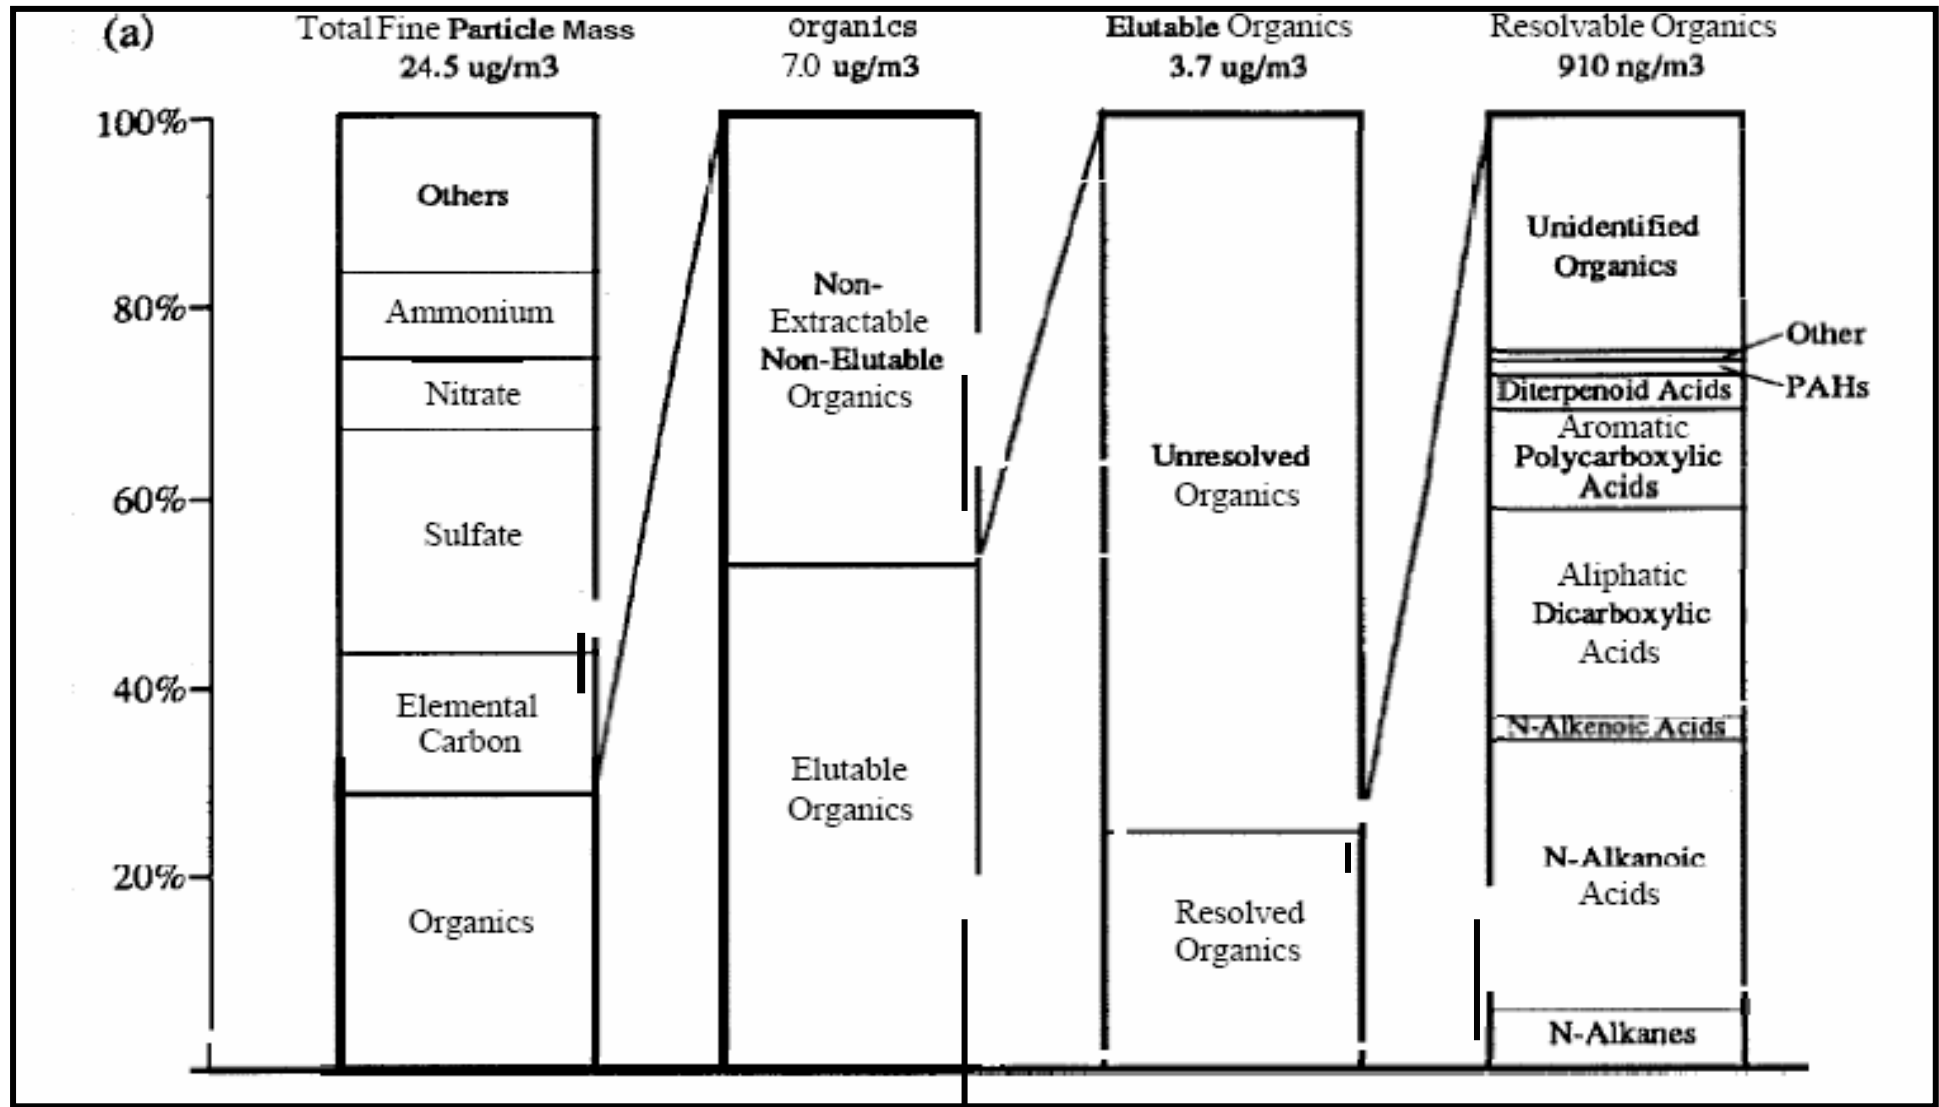 (a)
Total Fine Particle Mass
24.5 ug/m3
organics
7.0 ug/m3
Elutable Organics
3.7 ug/m3
Resolvable Organics
910 ng/m3
100%
80%
60%
40%
20%
Others
Ammonium
Nitrate
Sulfate
Elemental
Carbon
Organics
Non-
Extractable
Non-Elutable
Organics
Elutable
Organics
Unresolved
Organics
Resolved
Organics
Unidentified
Organics
Other
PAHs
Diterpenoid Acids
Aromatic
Polycarboxylic
Acids
Aliphatic
Dicarboxylic
Acids
N-Alkenoic Acids
N-Alkanoic
Acids
N-Alkanes